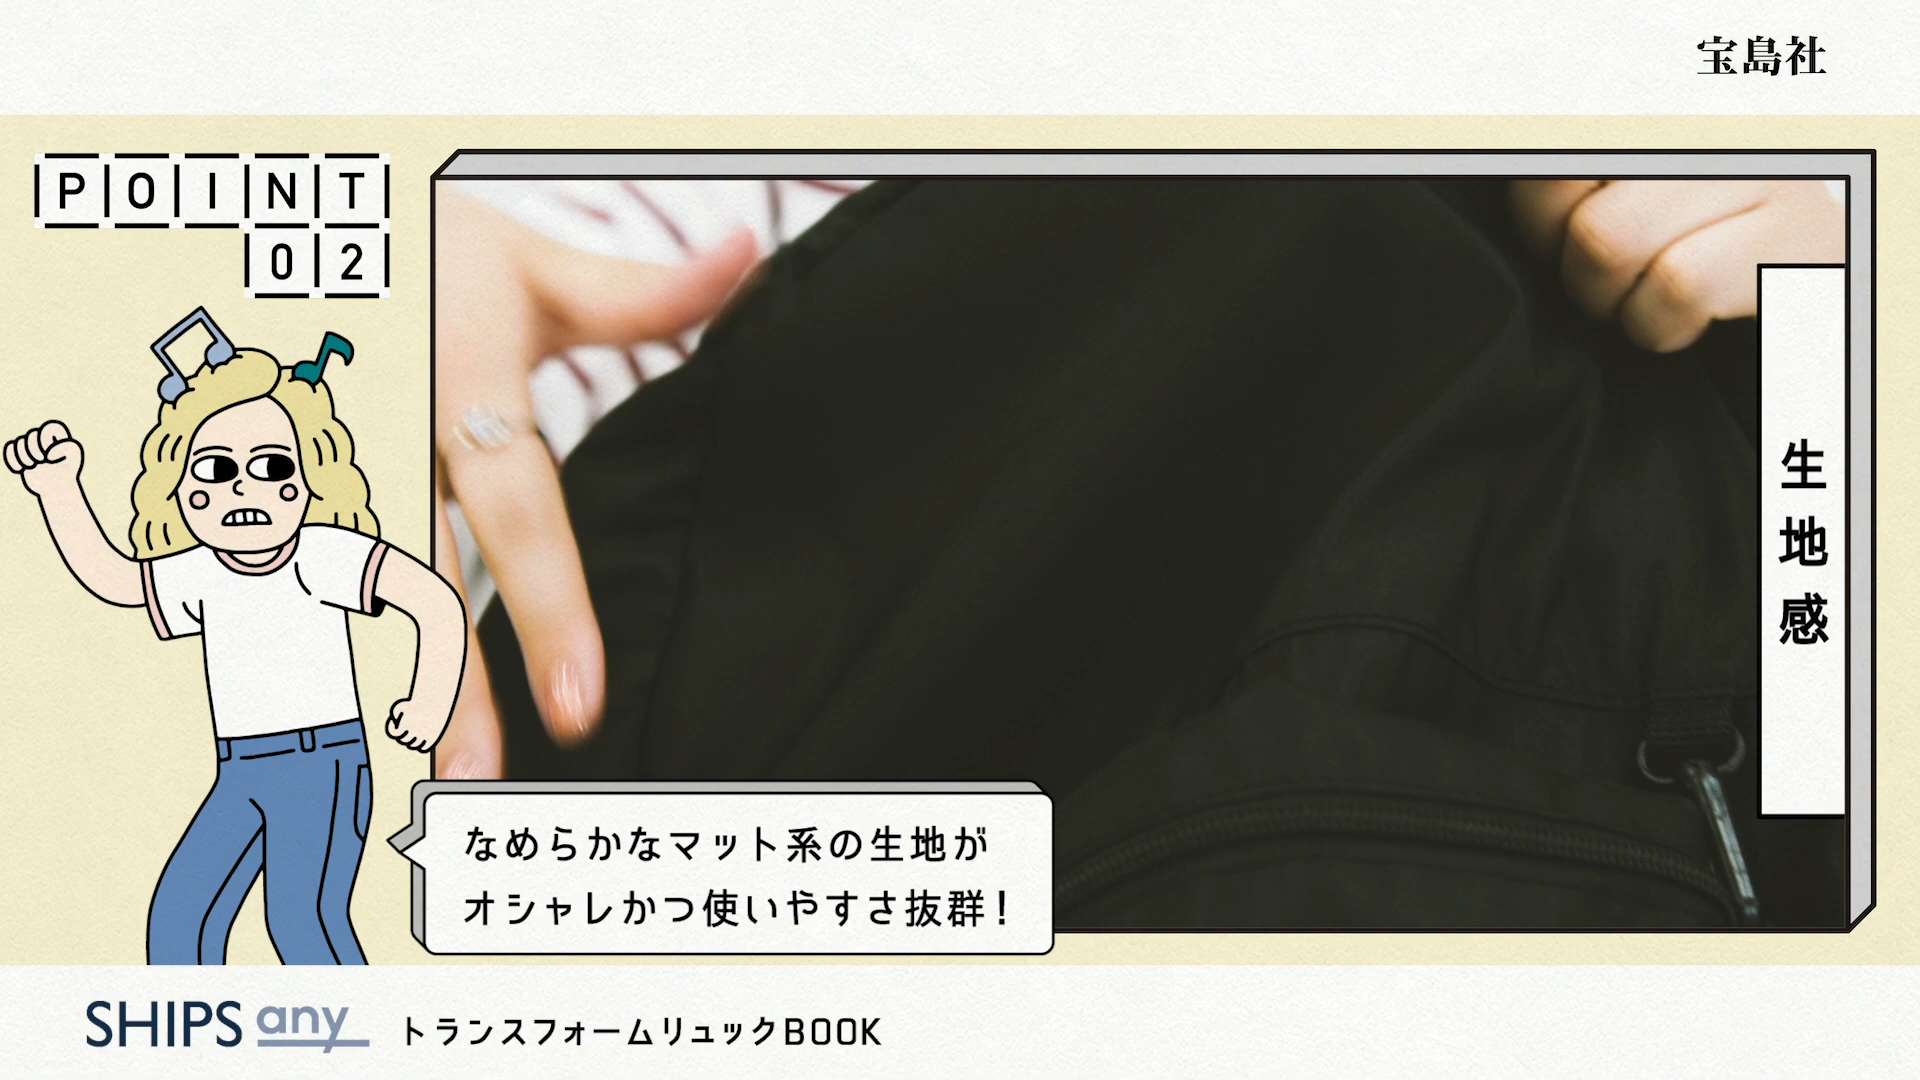 宝島社
POINT
02
生地感
なめらかなマット系の生地が
オシャレかつ使いやすさ抜群!
SHIPS any トランスフォームリュックBOOK